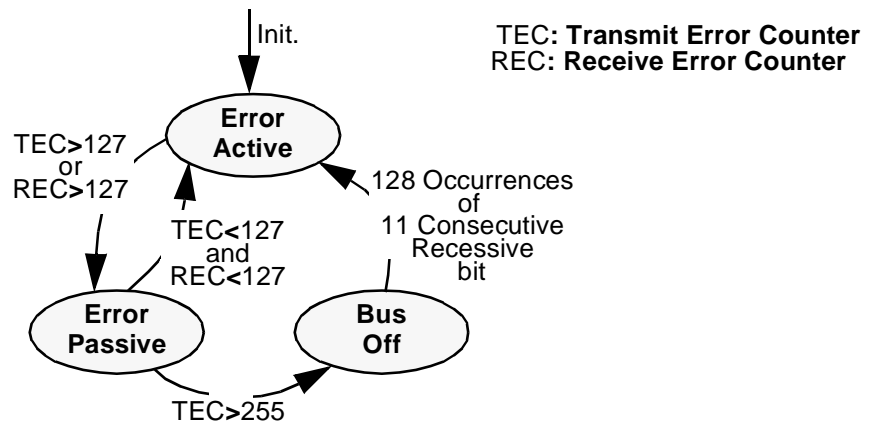 Init.
TEC: Transmit Error Counter
REC: Receive Error Counter
Error
Active
TEC>127
or
REC>127
TEC<127
and
REC<127
128 Occurrences
of
11 Consecutive
Recessive
bit
Error
Passive
Bus
Off
TEC>255